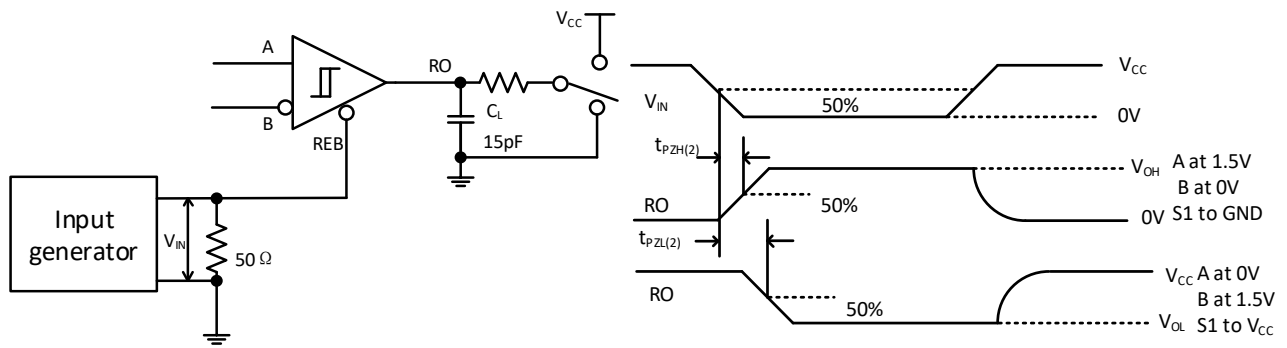 V_CC
A
B
REB
RO
C_L
15pF
Input
generator
V_IN
50 Ω
V_IN
50%
V_CC
0V
t_PZH(2)
RO
50%
V_OH
0V
A at 1.5V
B at 0V
S1 to GND
t_PZL(2)
RO
50%
V_CC
V_OL
A at 0V
B at 1.5V
S1 to V_CC